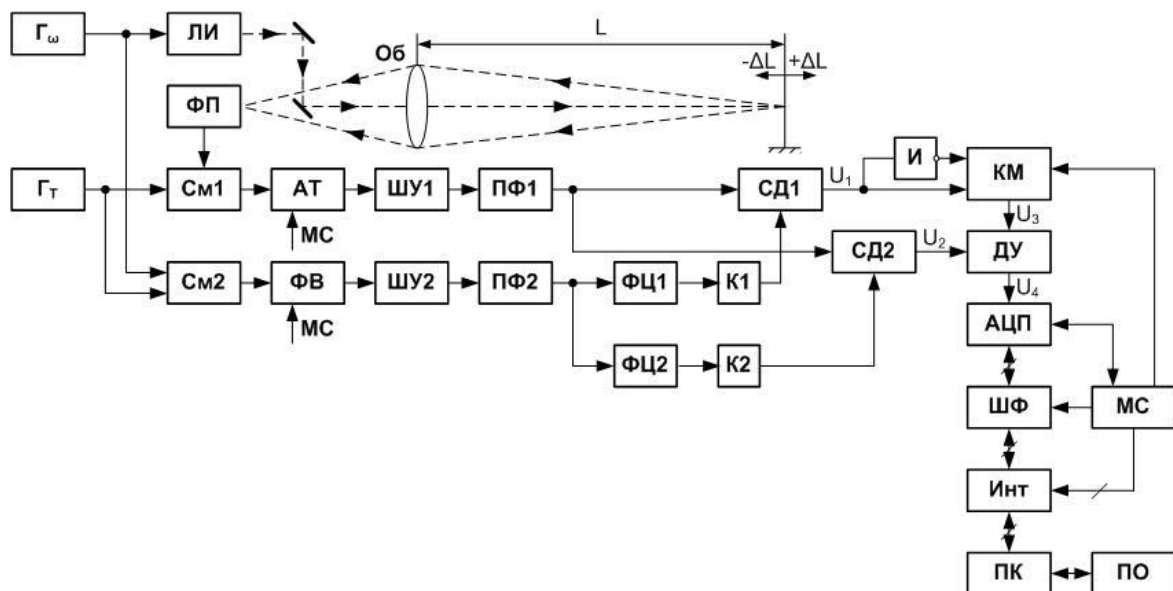 Гω ЛИ Об L
-ΔL +ΔL
ФП
И КМ
Гт См1 АТ ШУ1 ПФ1 СД1 U1
МС U3
СД2 U2 ДУ
См2 ФВ ШУ2 ПФ2 ФЦ1 К1
МС U4
АЦП
ФЦ2 К2
ШФ МС
Инт
ПК ПО